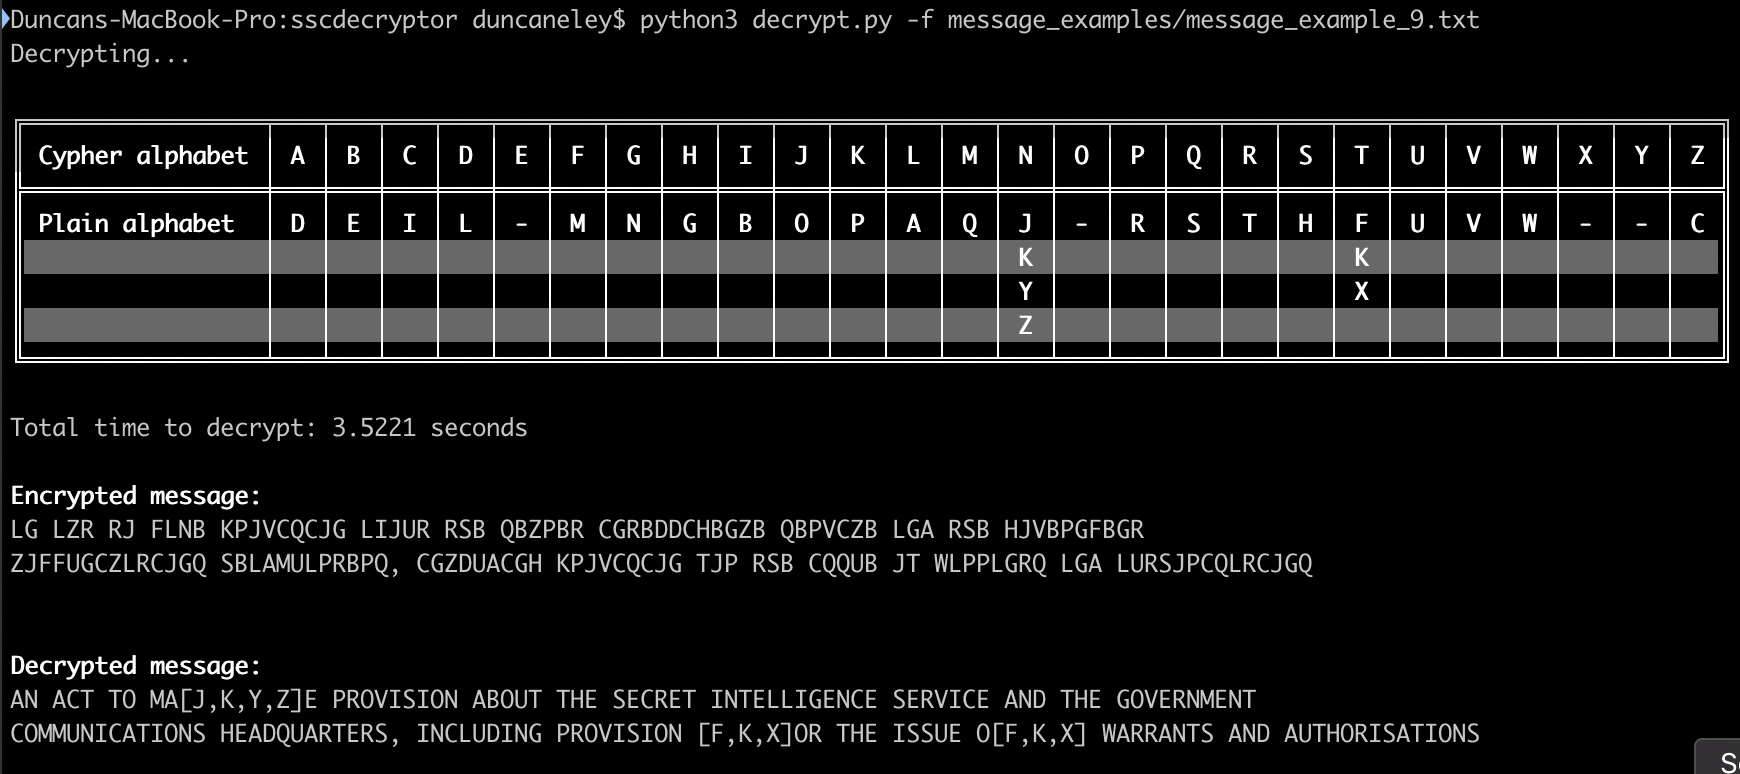 Duncans-MacBook-Pro:sscdecryptor duncaneley$ python3 decrypt.py -f message_examples/message_example_9.txt
Decrypting...
Cypher alphabet A B C D E F G H I J K L M N O P Q R S T U V W X Y Z
Plain alphabet D E I L - M N G B O P A Q J - R S T H F U V W - - C
K K
Y X
Z
Total time to decrypt: 3.5221 seconds
Encrypted message:
LG LZR RJ FLNB KPJVCQCJG LIJUR RSB QBZPBR CGRBDDCHBGZB QBPVCZB LGA RSB HJVBPGFBGR
ZJFFUGCZLRCJGQ SBLAMULPRBPQ, CGZDUACGH KPJVCQCJG TJP RSB CQQUB JT WLPPLGRQ LGA LURSJPCQLRCJGQ
Decrypted message:
AN ACT TO MA[J,K,Y,Z]E PROVISION ABOUT THE SECRET INTELLIGENCE SERVICE AND THE GOVERNMENT
COMMUNICATIONS HEADQUARTERS, INCLUDING PROVISION [F,K,X]OR THE ISSUE O[F,K,X] WARRANTS AND AUTHORISATIONS